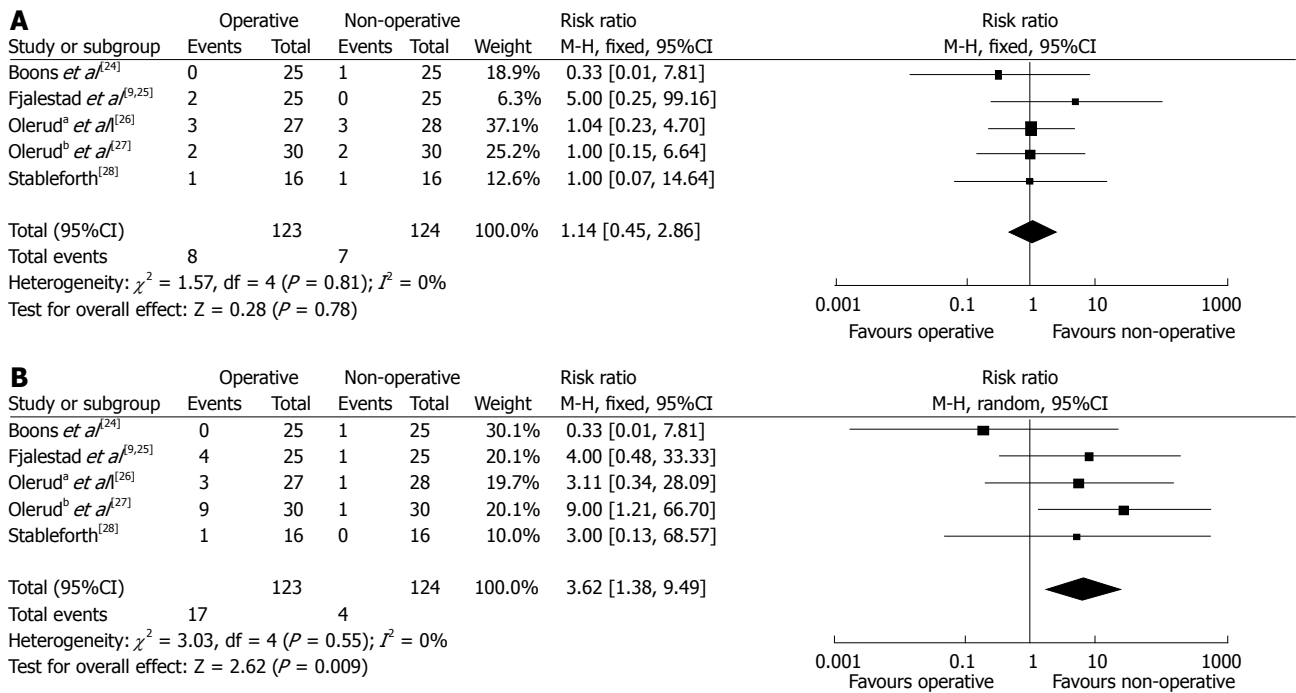 A
Operative Non-operative Risk ratio Risk ratio
Study or subgroup Events Total Events Total Weight M-H, fixed, 95%CI M-H, fixed, 95%CI
Boons et al[24] 0 25 1 25 18.9% 0.33 [0.01, 7.81]
Fjalestad et al[9,25] 2 25 0 25 6.3% 5.00 [0.25, 99.16]
Olerud^a et al[26] 3 27 3 28 37.1% 1.04 [0.23, 4.70]
Olerud^b et al[27] 2 30 2 30 25.2% 1.00 [0.15, 6.64]
Stableforth[28] 1 16 1 16 12.6% 1.00 [0.07, 14.64]
Total (95%CI) 123 124 100.0% 1.14 [0.45, 2.86]
Total events 8 7
Heterogeneity: χ² = 1.57, df = 4 (P = 0.81); I² = 0%
Test for overall effect: Z = 0.28 (P = 0.78)
0.001 0.1 1 10 1000
Favours operative Favours non-operative
B
Operative Non-operative Risk ratio Risk ratio
Study or subgroup Events Total Events Total Weight M-H, fixed, 95%CI M-H, random, 95%CI
Boons et al[24] 0 25 1 25 30.1% 0.33 [0.01, 7.81]
Fjalestad et al[9,25] 4 25 1 25 20.1% 4.00 [0.48, 33.33]
Olerud^a et al[26] 3 27 1 28 19.7% 3.11 [0.34, 28.09]
Olerud^b et al[27] 9 30 1 30 20.1% 9.00 [1.21, 66.70]
Stableforth[28] 1 16 0 16 10.0% 3.00 [0.13, 68.57]
Total (95%CI) 123 124 100.0% 3.62 [1.38, 9.49]
Total events 17 4
Heterogeneity: χ² = 3.03, df = 4 (P = 0.55); I² = 0%
Test for overall effect: Z = 2.62 (P = 0.009)
0.001 0.1 1 10 1000
Favours operative Favours non-operative